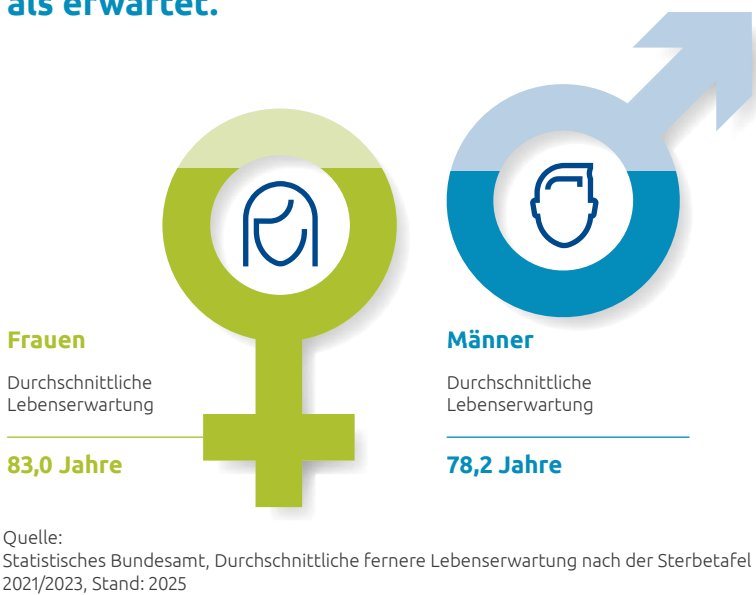 als erwartet.
Frauen
Durchschnittliche
Lebenserwartung
83,0 Jahre
Männer
Durchschnittliche
Lebenserwartung
78,2 Jahre
Quelle:
Statistisches Bundesamt, Durchschnittliche fernere Lebenserwartung nach der Sterbetafel
2021/2023, Stand: 2025